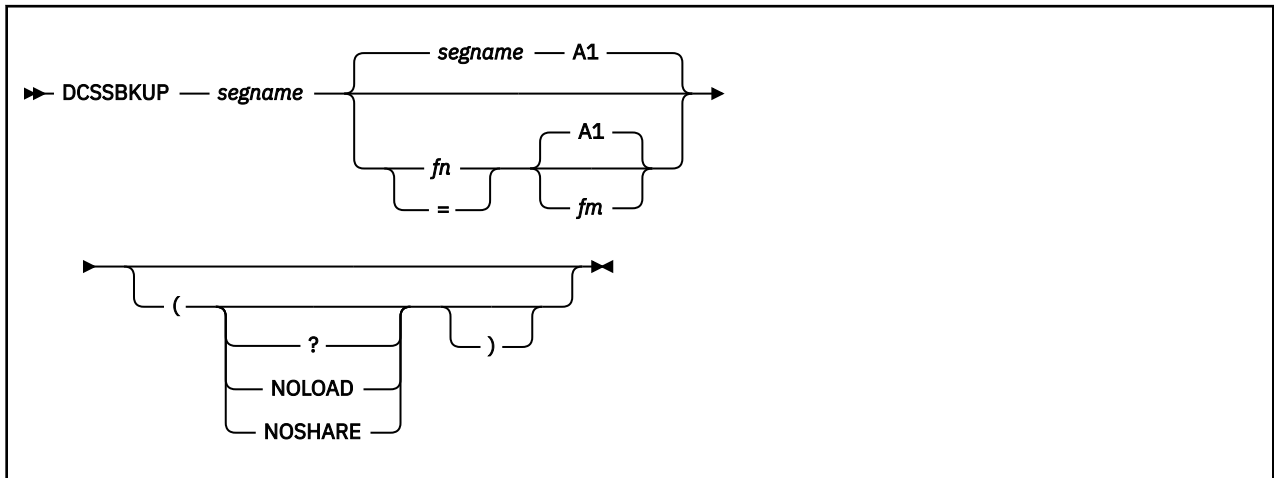 segname A1
DCSSBKUP segname
A1
fn
= fm
(
? )
NOLOAD
NOSHARE